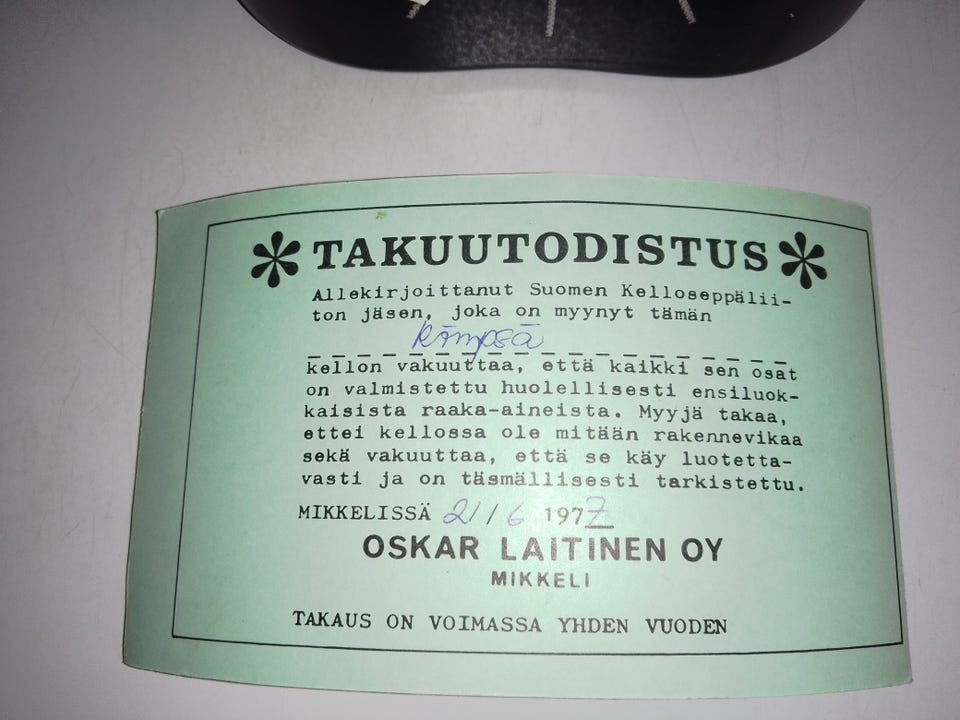 TAKUUTODISTUS
Allekirjoittanut Suomen Kelloseppälii-
ton jäsen, joka on myynyt tämän
Kämpsä
kellon vakuuttaa, että kaikki sen osat
on valmistettu huolellisesti ensiluok-
kaisista raaka-aineista. Myyjä takaa,
ettei kellossa ole mitään rakennevikaa
sekä vakuuttaa, että se käy luotetta-
vasti ja on täsmällisesti tarkistettu.
MIKKELISSÄ 21/6 1977
OSKAR LAITINEN OY
MIKKELI
TAKAUS ON VOIMASSA YHDEN VUODEN